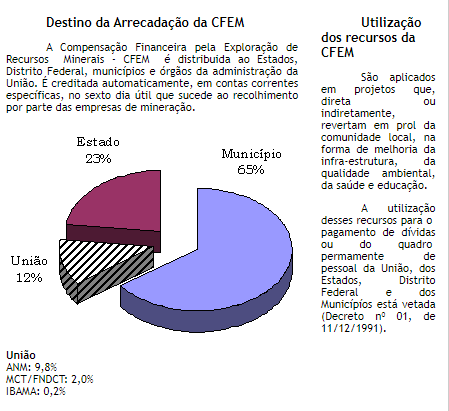 Destino da Arrecadação da CFEM
A Compensação Financeira pela Exploração de
Recursos Minerais - CFEM é distribuida ao Estados,
Distrito Federal, municípios e órgãos da administração da
União. É creditada automaticamente, em contas correntes
específicas, no sexto dia útil que sucede ao recolhimento
por parte das empresas de mineração.
Estado
23%
Município
65%
União
12%
União
ANM: 9,8%
MCT/FNDCT: 2,0%
IBAMA: 0,2%
Utilização
dos recursos da
CFEM
São aplicados
em projetos que,
direta ou
indiretamente,
revertam em prol da
comunidade local, na
forma de melhoria da
infra-estrutura, da
qualidade ambiental,
da saúde e educação.
A utilização
desses recursos para o
pagamento de dívidas
ou do quadro
permamente de
pessoal da União, dos
Estados, Distrito
Federal e dos
Municípios está vetada
(Decreto nº 01, de
11/12/1991).